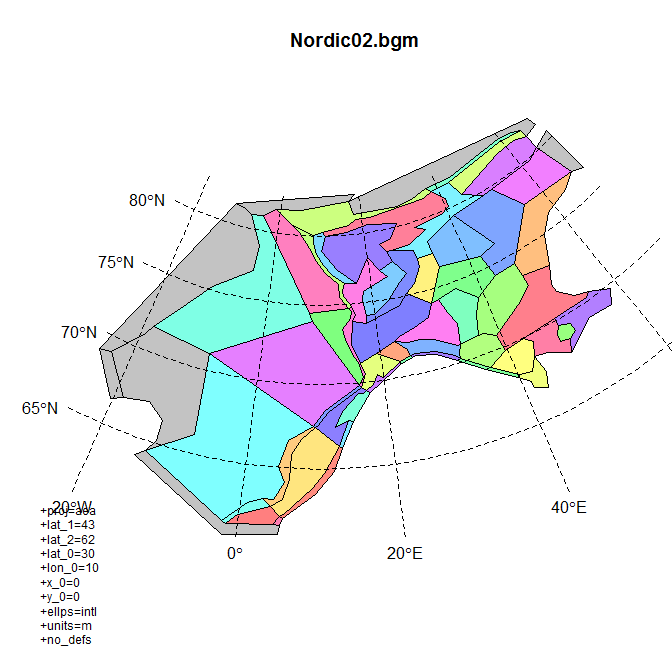 Nordic02.bgm
80°N
75°N
70°N
65°N
20°W
0°
20°E
40°E
+proj=aea
+lat_1=43
+lat_2=62
+lat_0=30
+lon_0=10
+x_0=0
+y_0=0
+ellps=intl
+units=m
+no_defs